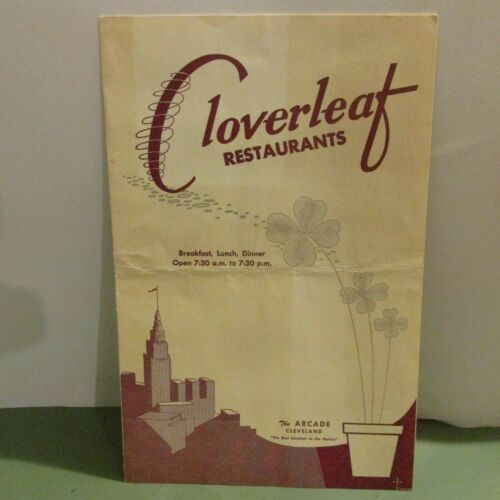 Cloverleaf
RESTAURANTS
Breakfast, Lunch, Dinner
Open 7:30 a.m. to 7:30 p.m.
The ARCADE
CLEVELAND
"The Best Location in the Nation"